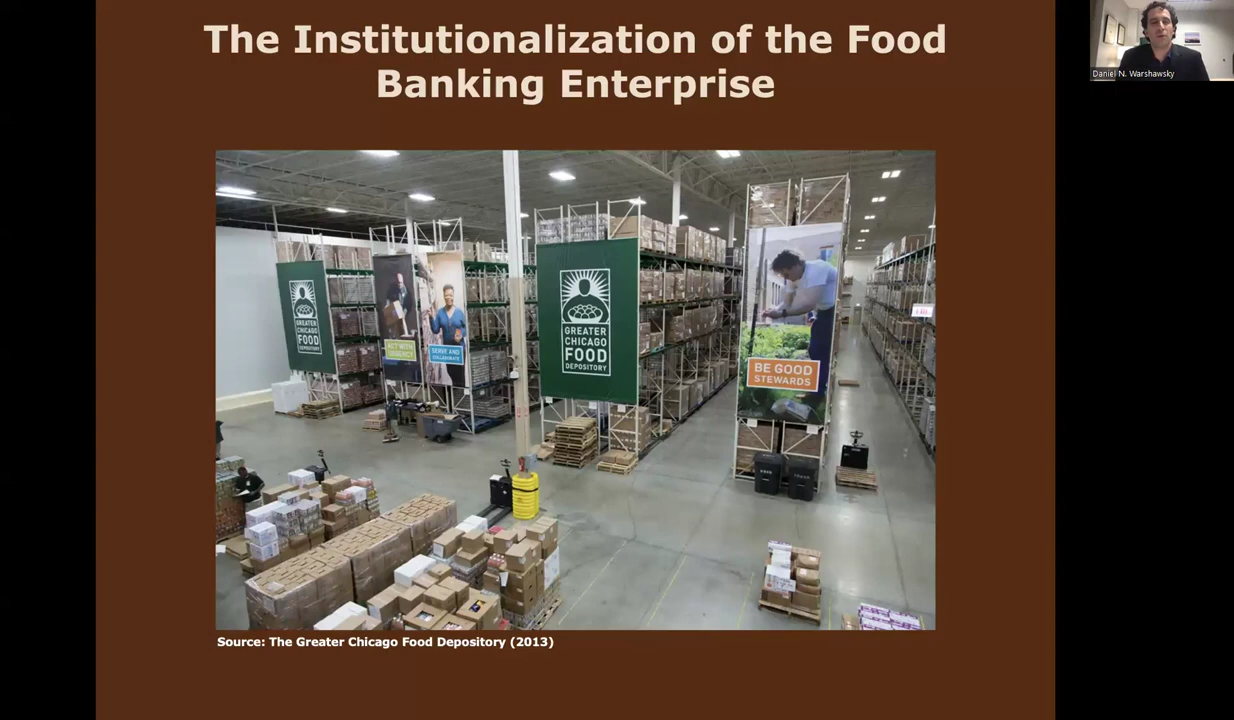 The Institutionalization of the Food
Banking Enterprise
Daniel N. Warshawsky
GREATER
CHICAGO
FOOD
DEPOSITORY
ACT WITH
URGENCY
SERVE AND
COLLABORATE
GREATER
CHICAGO
FOOD
DEPOSITORY
BE GOOD
STEWARDS
Source: The Greater Chicago Food Depository (2013)